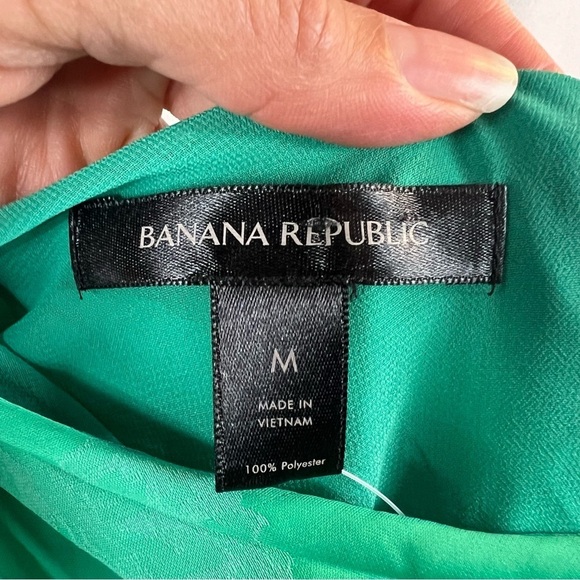 BANANA REPUBLIC
M
MADE IN
VIETNAM
100% Polyester